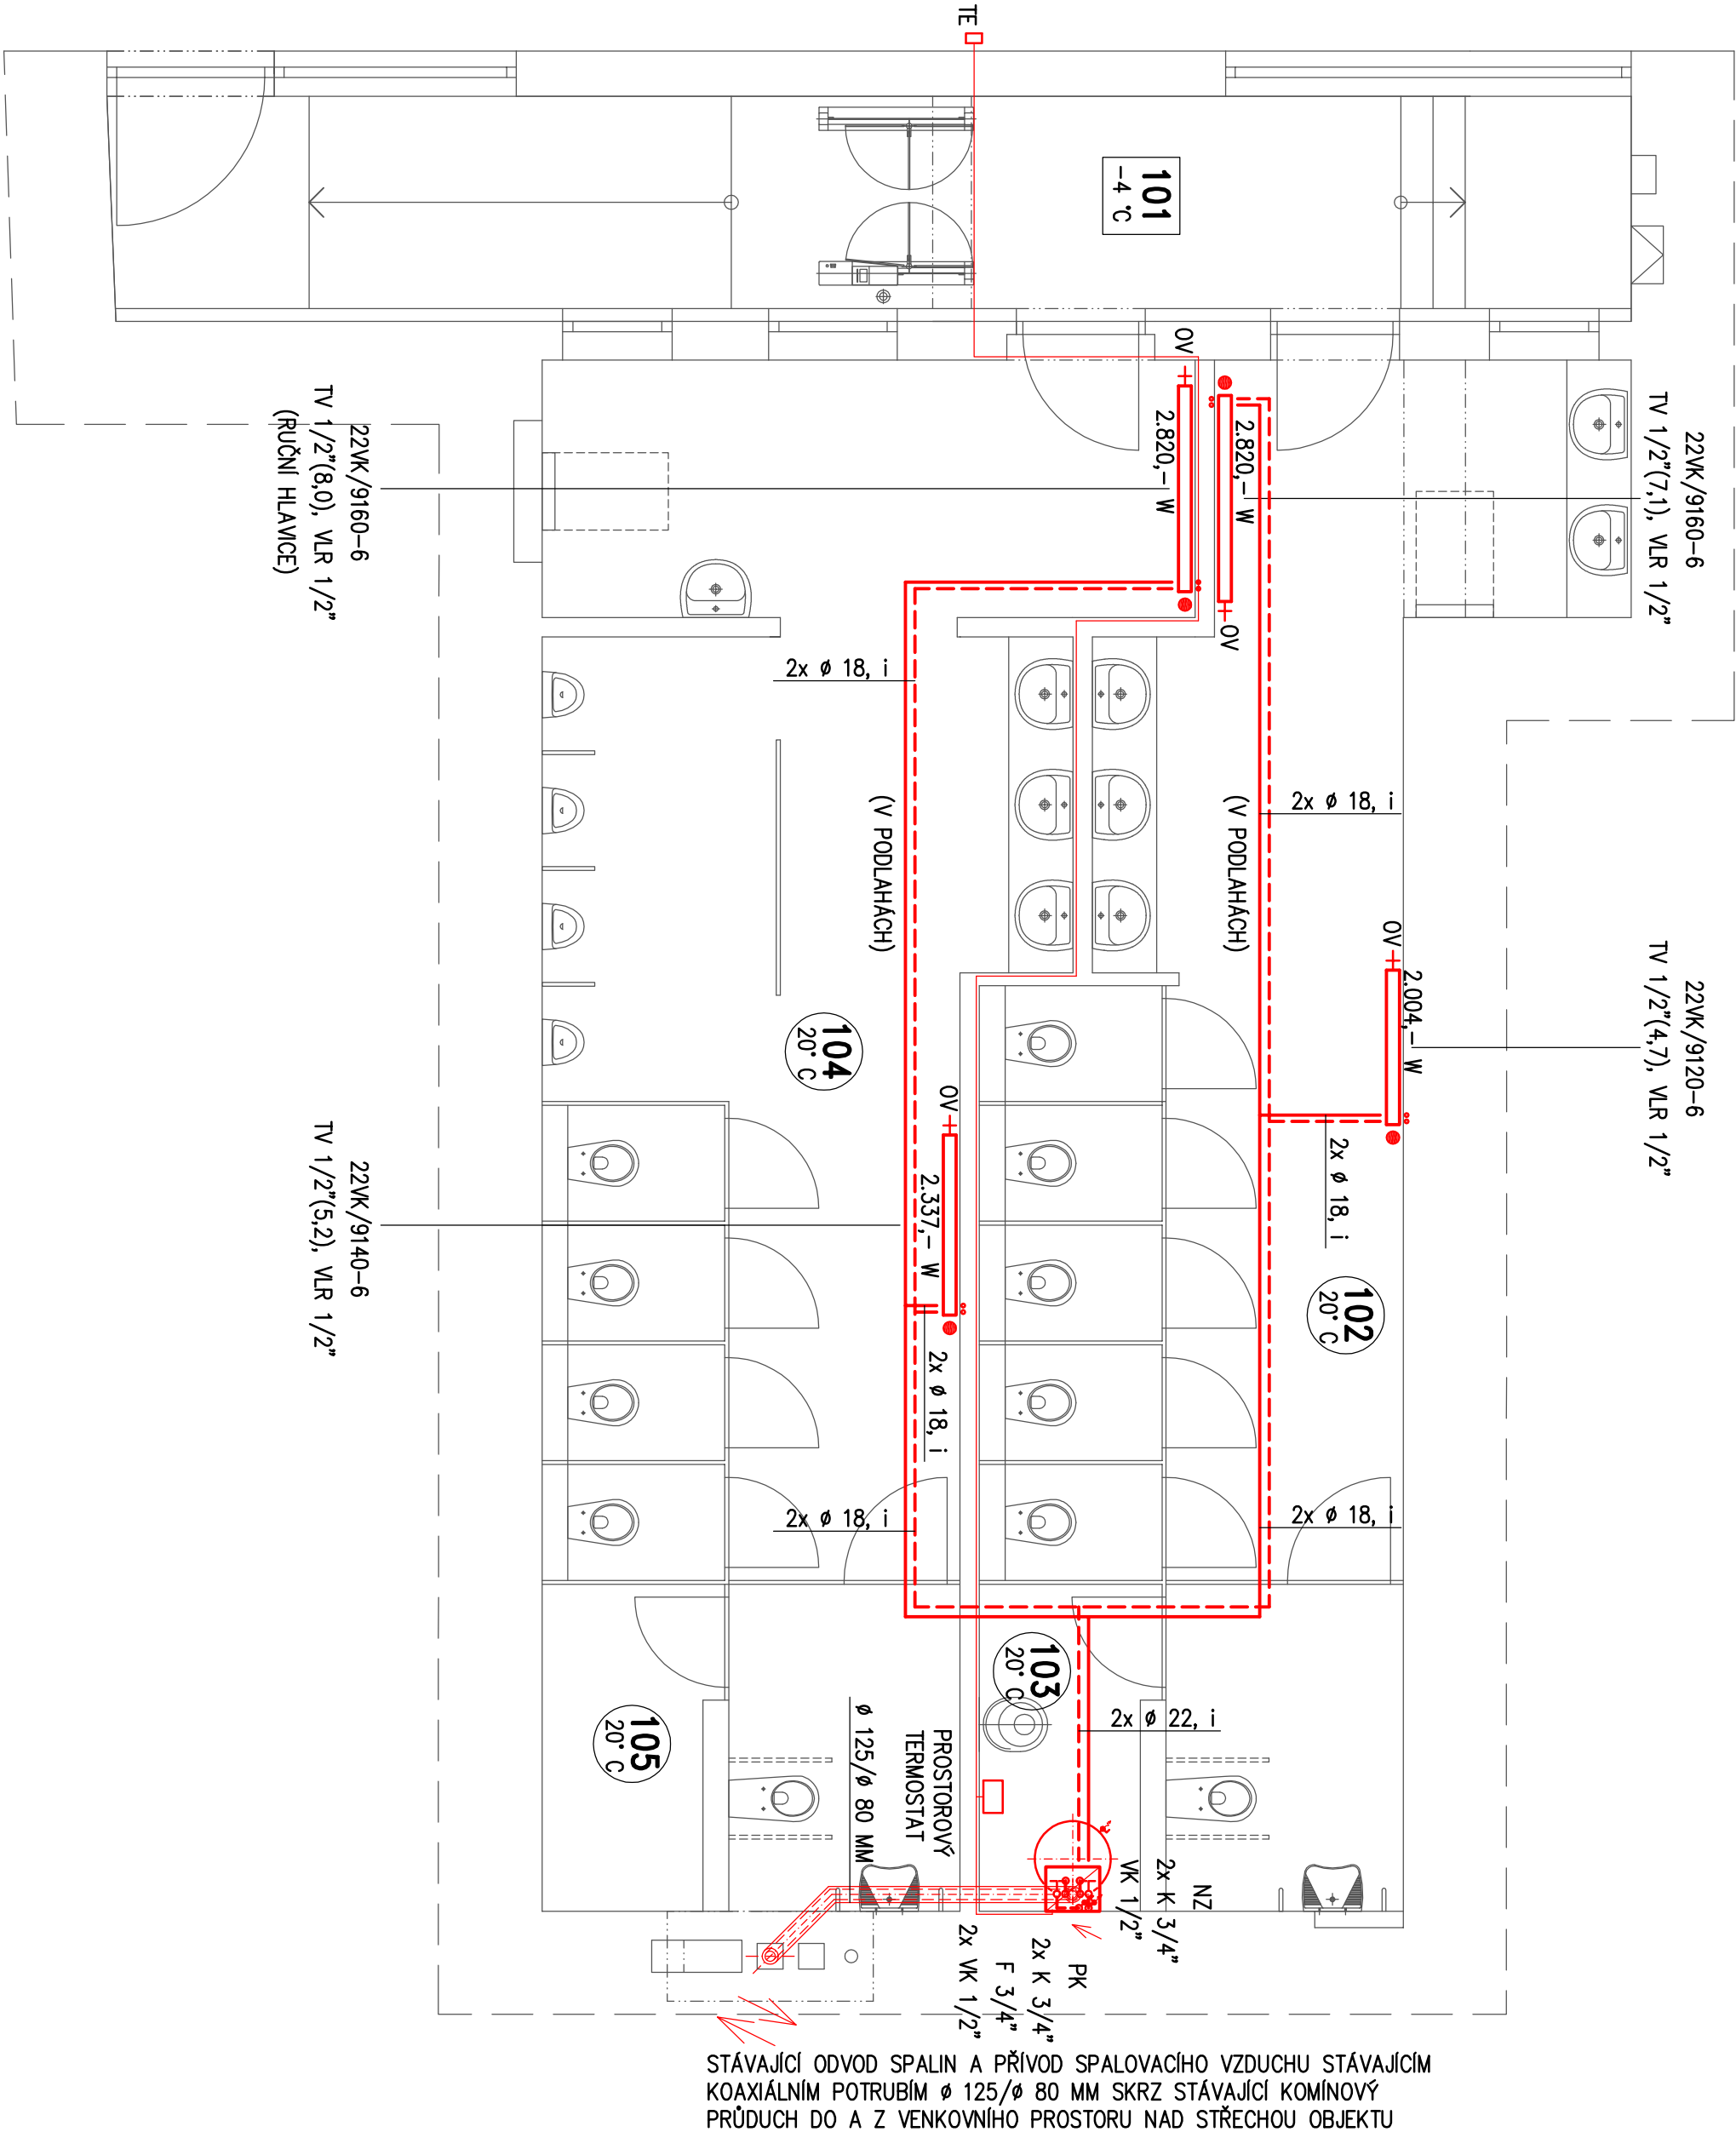 TE
101
-4 °C
OV
2.820,- W
2.820,- W
OV
22VK/9160-6
TV 1/2"(7,1), VLR 1/2"
22VK/9160-6
TV 1/2"(8,0), VLR 1/2"
(RUČNÍ HLAVICE)
2x ø 18, i
(V PODLAHÁCH)
(V PODLAHÁCH)
2x ø 18, i
OV
2.004,- W
22VK/9120-6
TV 1/2"(4,7), VLR 1/2"
104
20° C
OV
2.337,- W
2x ø 18, i
22VK/9140-6
TV 1/2"(5,2), VLR 1/2"
102
20° C
2x ø 18, i
2x ø 18, i
2x ø 18, i
103
20° C
105
20° C
2x ø 22, i
PROSTOROVÝ
TERMOSTAT
ø 125/ø 80 MM
NZ
2x K 3/4"
VK 1/2"
PK
2x K 3/4"
F 3/4"
2x VK 1/2"
STÁVAJÍCÍ ODVOD SPALIN A PŘÍVOD SPALOVACÍHO VZDUCHU STÁVAJÍCÍM
KOAXIÁLNÍM POTRUBÍM ø 125/ø 80 MM SKRZ STÁVAJÍCÍ KOMÍNOVÝ
PRŮDUCH DO A Z VENKOVNÍHO PROSTORU NAD STŘECHOU OBJEKTU